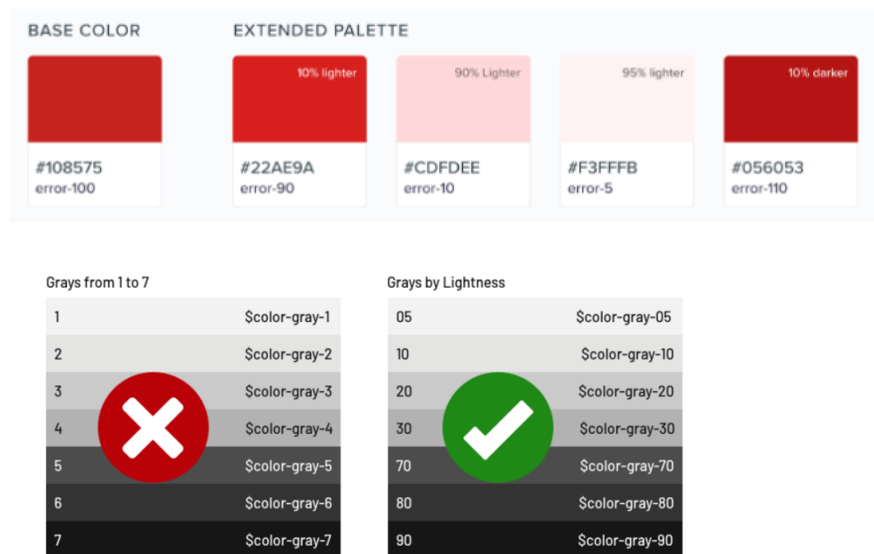 BASE COLOR
EXTENDED PALETTE
10% lighter
90% Lighter
95% lighter
10% darker
#108575
error-100
#22AE9A
error-90
#CDFDEE
error-10
#F3FFFB
error-5
#056053
error-110
Grays from 1 to 7
1 $color-gray-1
2 $color-gray-2
3 $color-gray-3
4 $color-gray-4
5 $color-gray-5
6 $color-gray-6
7 $color-gray-7
Grays by Lightness
05 $color-gray-05
10 $color-gray-10
20 $color-gray-20
30 $color-gray-30
70 $color-gray-70
80 $color-gray-80
90 $color-gray-90